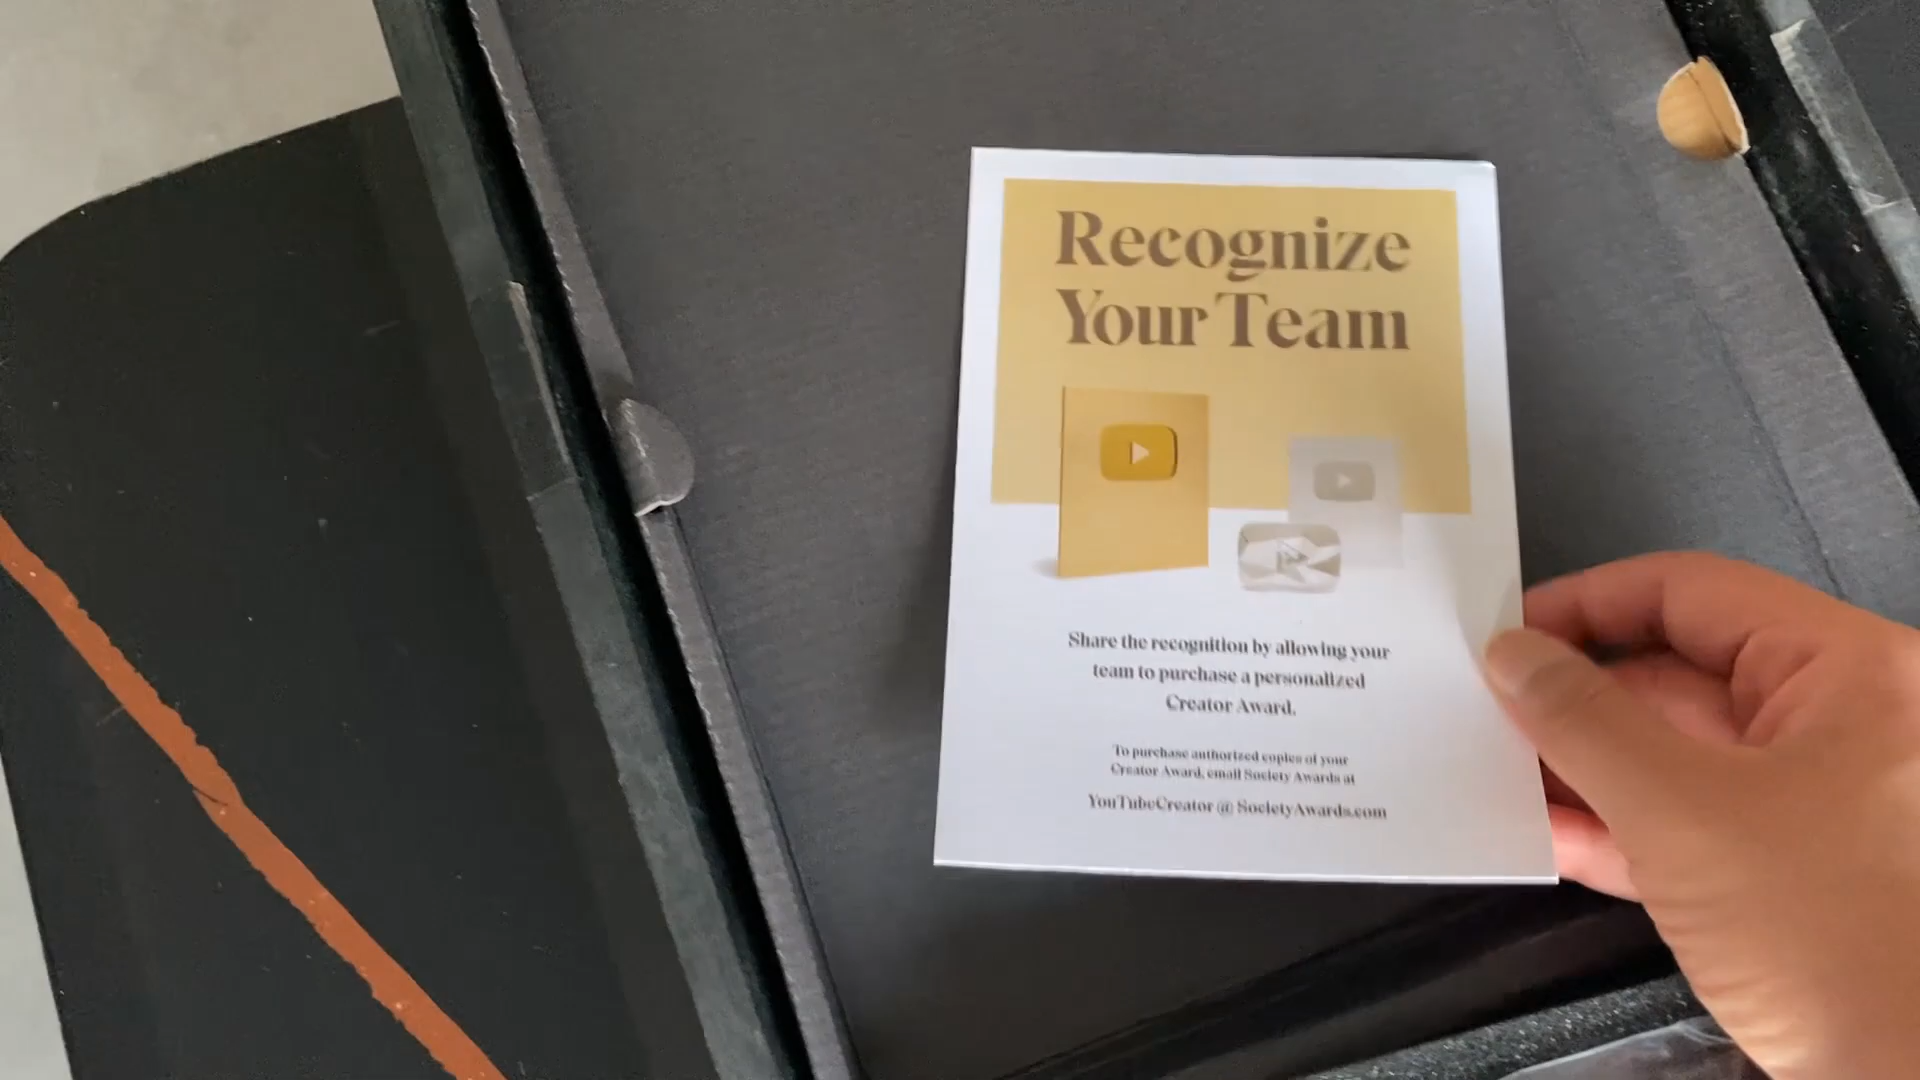 Recognize
Your Team
Share the recognition by allowing your
team to purchase a personalized
Creator Award.
To purchase authorized copies of your
Creator Award, email Society Awards at
YouTubeCreator @ SocietyAwards.com